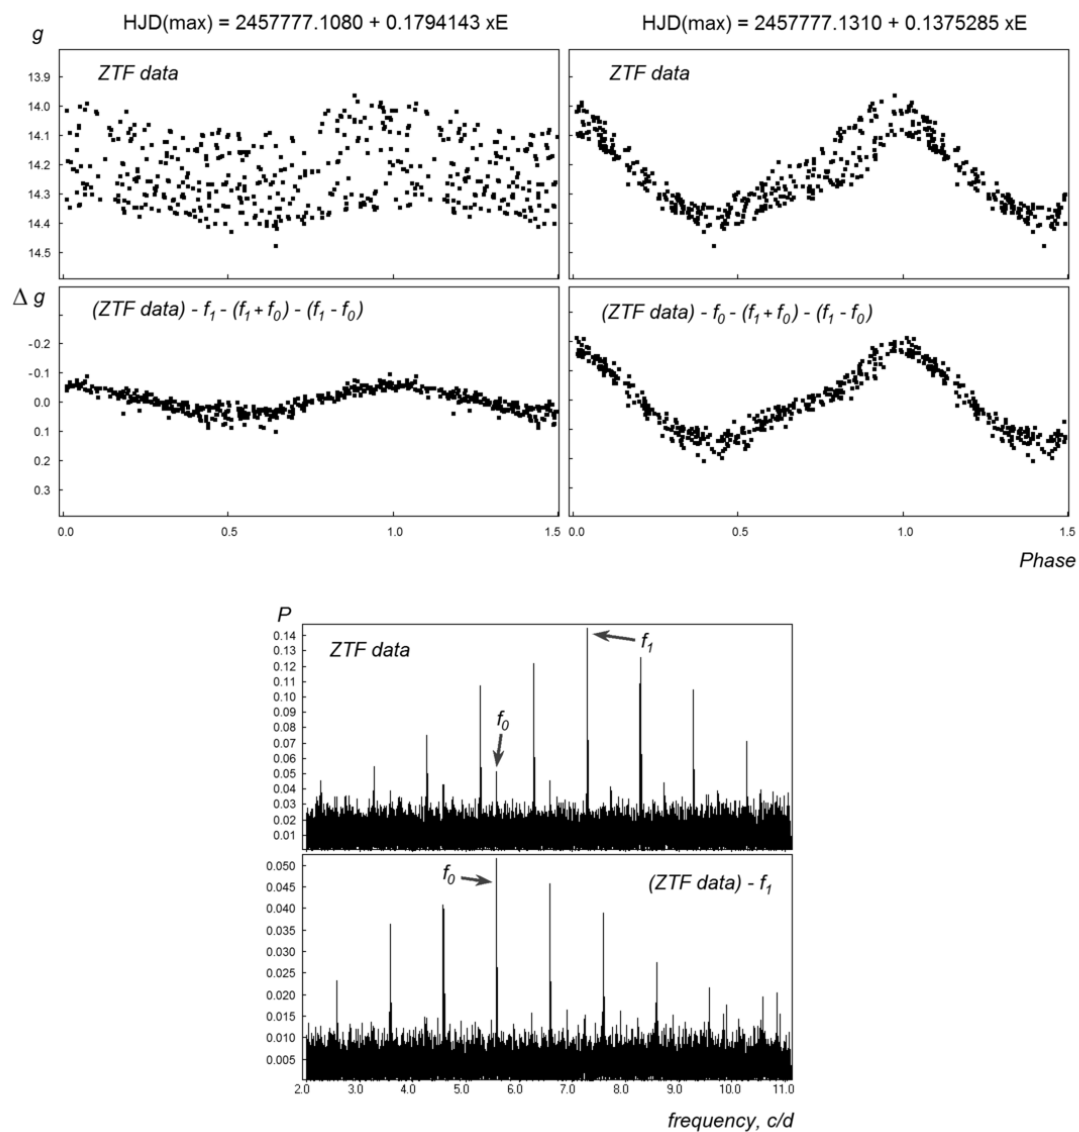 HJD(max) = 2457777.1080 + 0.1794143 xE
HJD(max) = 2457777.1310 + 0.1375285 xE
g
ZTF data
ZTF data
13.9
14.0
14.1
14.2
14.3
14.4
14.5
Δ g
(ZTF data) - f1 - (f1 + f0) - (f1 - f0)
(ZTF data) - f0 - (f1 + f0) - (f1 - f0)
-0.2
-0.1
0.0
0.1
0.2
0.3
0.0 0.5 1.0 1.5
0.0 0.5 1.0 1.5
Phase
P
ZTF data
f1
f0
0.14
0.13
0.12
0.11
0.10
0.09
0.08
0.07
0.06
0.05
0.04
0.03
0.02
0.01
f0
(ZTF data) - f1
0.050
0.045
0.040
0.035
0.030
0.025
0.020
0.015
0.010
0.005
2.0 3.0 4.0 5.0 6.0 7.0 8.0 9.0 10.0 11.0
frequency, c/d